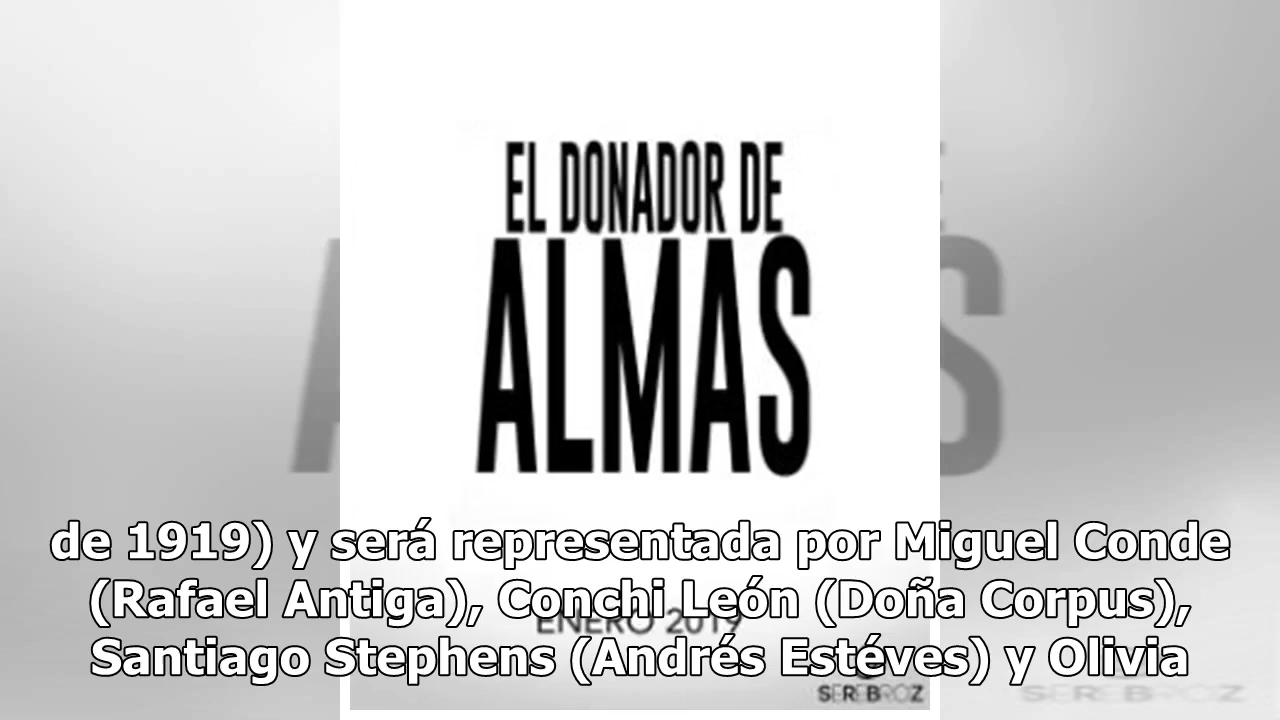 EL DONADOR DE
ALMAS
de 1919) y será representada por Miguel Conde
(Rafael Antiga), Conchi León (Doña Corpus),
ENERO 2019
Santiago Stephens (Andrés Estéves) y Olivia
SEREBROZ
SEREBROZ